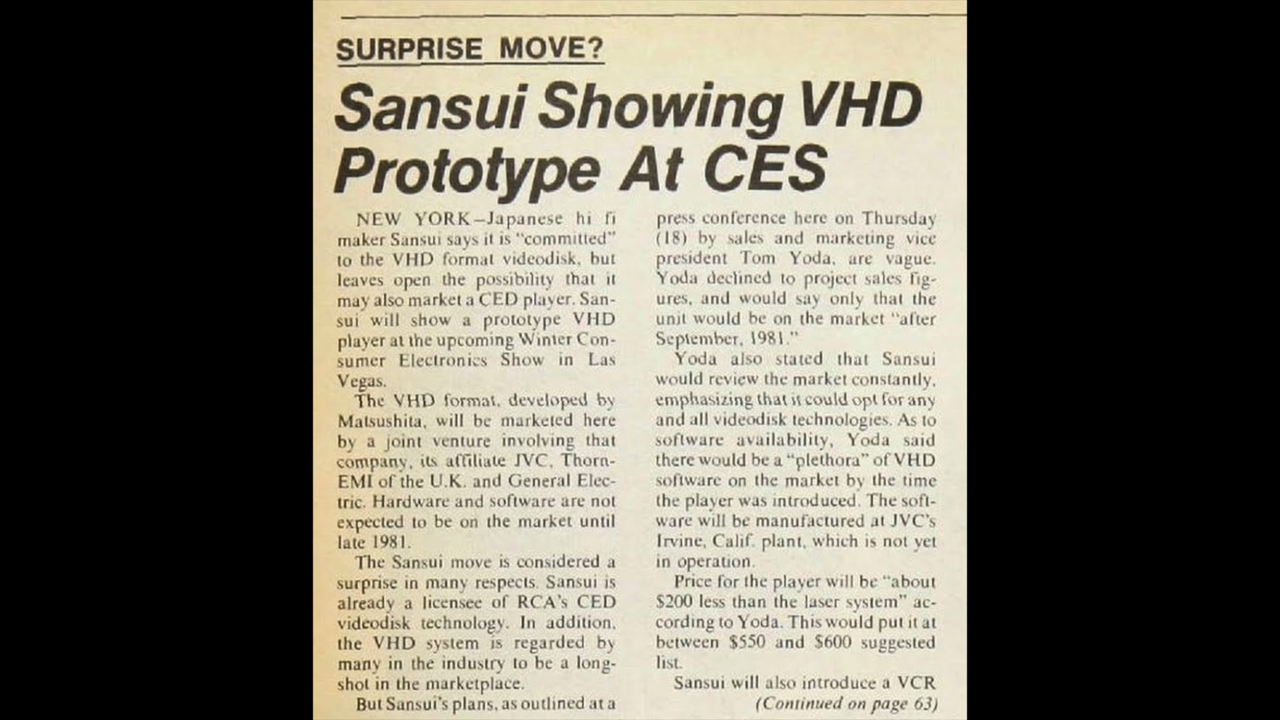 SURPRISE MOVE?
Sansui Showing VHD
Prototype At CES
NEW YORK—Japanese hi fi
maker Sansui says it is "committed"
to the VHD format videodisk, but
leaves open the possibility that it
may also market a CED player. San-
sui will show a prototype VHD
player at the upcoming Winter Con-
sumer Electronics Show in Las
Vegas.
The VHD format, developed by
Matsushita, will be marketed here
by a joint venture involving that
company, its affiliate JVC, Thorn-
EMI of the U.K. and General Elec-
tric. Hardware and software are not
expected to be on the market until
late 1981.
The Sansui move is considered a
surprise in many respects. Sansui is
already a licensee of RCA's CED
videodisk technology. In addition,
the VHD system is regarded by
many in the industry to be a long-
shot in the marketplace.
But Sansui's plans, as outlined at a
press conference here on Thursday
(18) by sales and marketing vice
president Tom Yoda, are vague.
Yoda declined to project sales fig-
ures, and would say only that the
unit would be on the market "after
September, 1981."
Yoda also stated that Sansui
would review the market constantly,
emphasizing that it could opt for any
and all videodisk technologies. As to
software availability, Yoda said
there would be a "plethora" of VHD
software on the market by the time
the player was introduced. The soft-
ware will be manufactured at JVC's
Irvine, Calif. plant, which is not yet
in operation.
Price for the player will be "about
$200 less than the laser system" ac-
cording to Yoda. This would put it at
between $550 and $600 suggested
list.
Sansui will also introduce a VCR
(Continued on page 63)